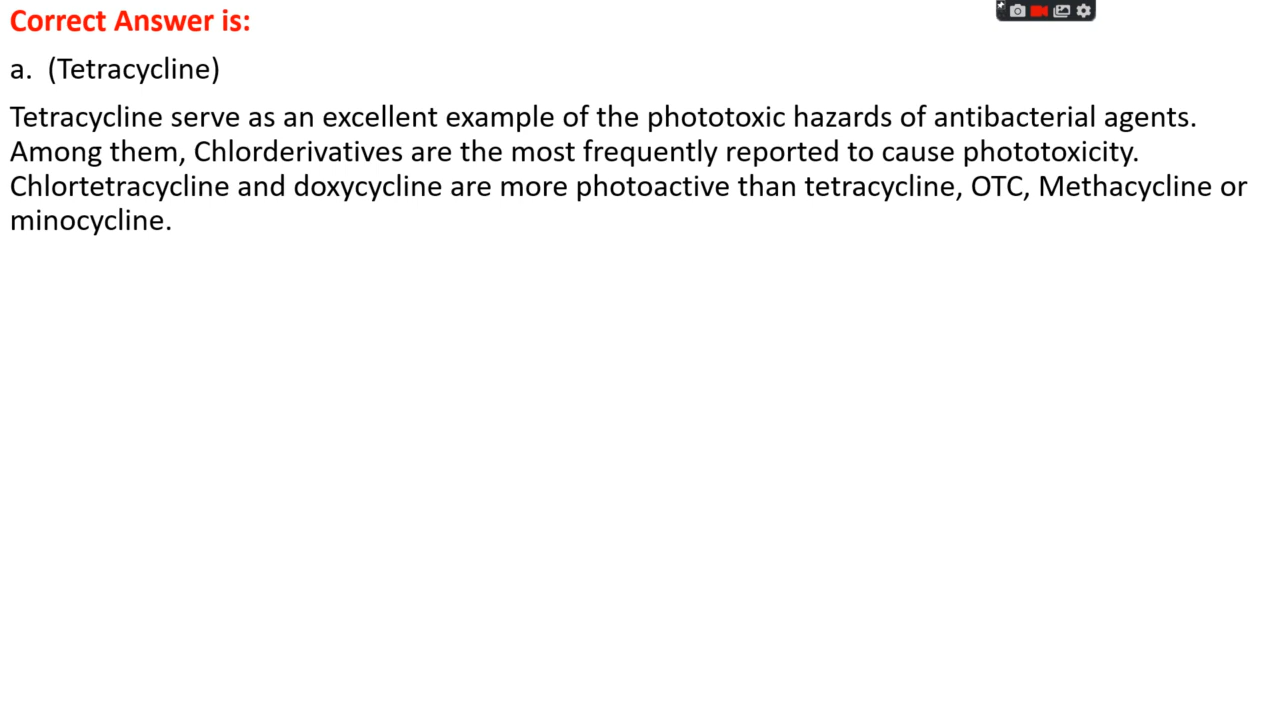 Correct Answer is:
a. (Tetracycline)
Tetracycline serve as an excellent example of the phototoxic hazards of antibacterial agents.
Among them, Chlorderivatives are the most frequently reported to cause phototoxicity.
Chlortetracycline and doxycycline are more photoactive than tetracycline, OTC, Methacycline or
minocycline.